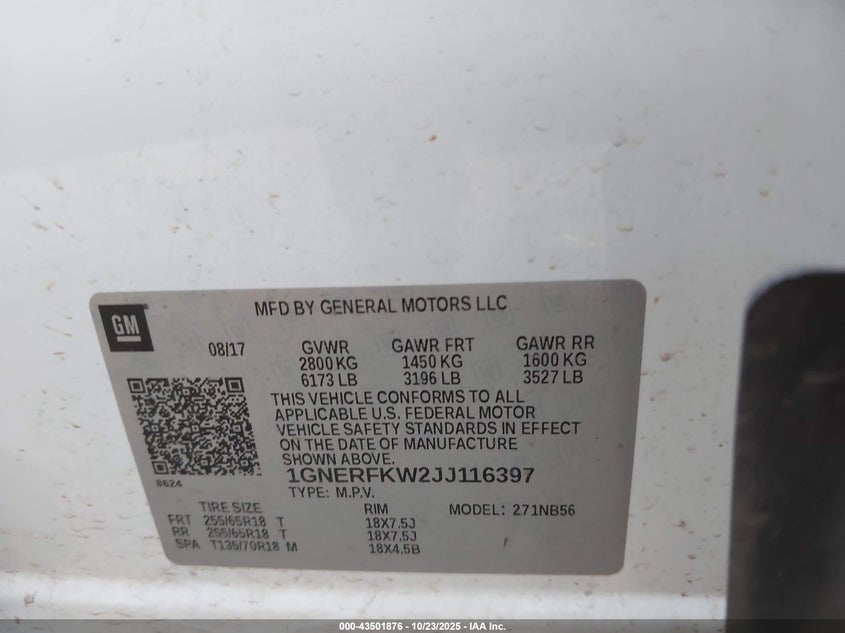 GM
MFD BY GENERAL MOTORS LLC
08/17 GVWR GAWR FRT GAWR RR
2800 KG 1450 KG 1600 KG
6173 LB 3196 LB 3527 LB
THIS VEHICLE CONFORMS TO ALL
APPLICABLE U.S. FEDERAL MOTOR
VEHICLE SAFETY STANDARDS IN EFFECT
ON THE DATE OF MANUFACTURE
SHOWN ABOVE.
8624
1GNERFKW2JJ116397
TYPE: M.P.V.
TIRE SIZE RIM MODEL: 271NB56
FRT 255/65R18 T 18X7.5J
RR 255/65R18 T 18X7.5J
SPA T135/70R18 M 18X4.5B
000-43501876 | 10/23/2025 - IAA Inc.